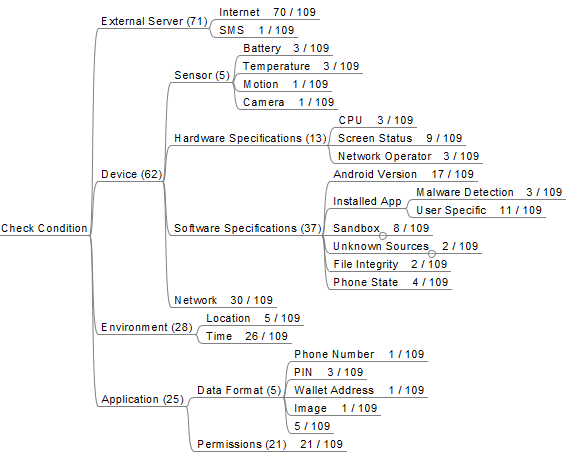 Check Condition
External Server (71)
Internet 70 / 109
SMS 1 / 109
Device (62)
Sensor (5)
Battery 3 / 109
Temperature 3 / 109
Motion 1 / 109
Camera 1 / 109
Hardware Specifications (13)
CPU 3 / 109
Screen Status 9 / 109
Network Operator 3 / 109
Software Specifications (37)
Android Version 17 / 109
Installed App
Malware Detection 3 / 109
User Specific 11 / 109
Sandbox 8 / 109
Unknown Sources 2 / 109
File Integrity 2 / 109
Phone State 4 / 109
Network 30 / 109
Environment (28)
Location 5 / 109
Time 26 / 109
Application (25)
Data Format (5)
Phone Number 1 / 109
PIN 3 / 109
Wallet Address 1 / 109
Image 1 / 109
5 / 109
Permissions (21) 21 / 109